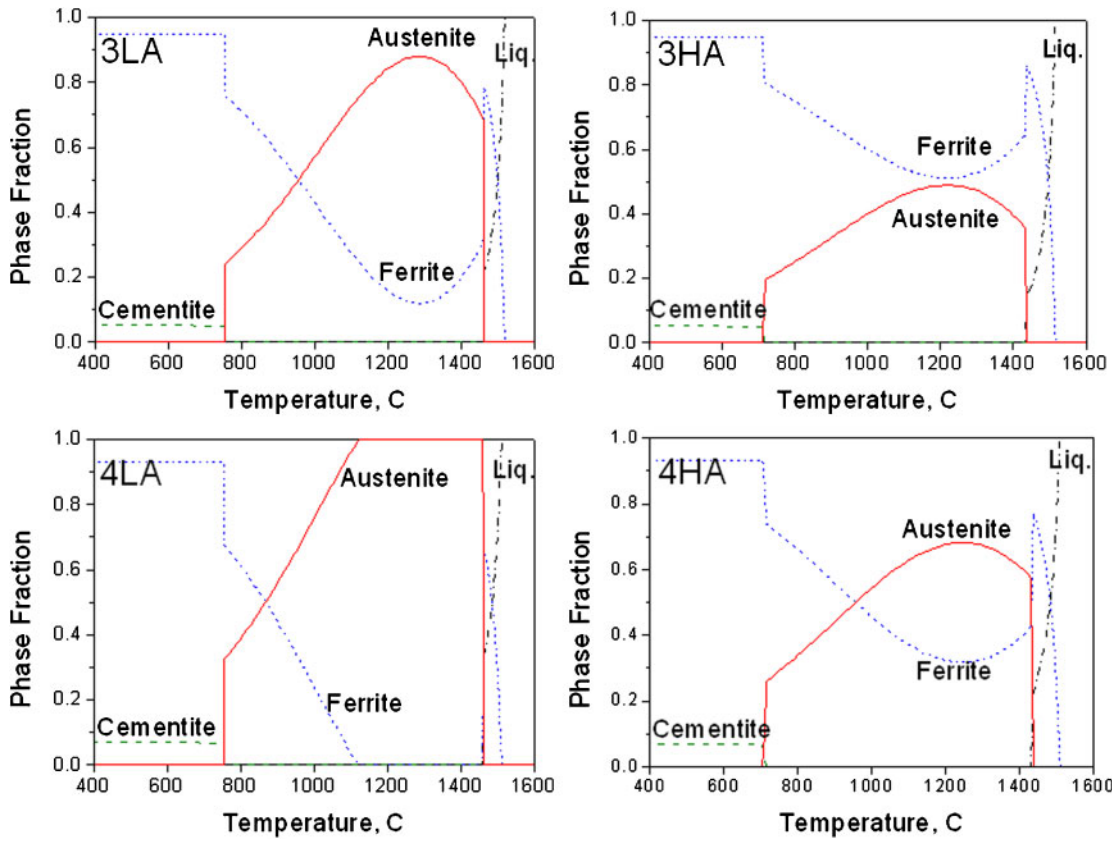 1.0
0.8
0.6
0.4
0.2
0.0
Phase Fraction
3LA
Austenite
Liq.
Ferrite
Cementite
400 600 800 1000 1200 1400 1600
Temperature, C
1.0
0.8
0.6
0.4
0.2
0.0
Phase Fraction
3HA
Liq.
Ferrite
Austenite
Cementite
400 600 800 1000 1200 1400 1600
Temperature, C
1.0
0.8
0.6
0.4
0.2
0.0
Phase Fraction
4LA
Austenite
Liq.
Ferrite
Cementite
400 600 800 1000 1200 1400 1600
Temperature, C
1.0
0.8
0.6
0.4
0.2
0.0
Phase Fraction
4HA
Liq.
Austenite
Ferrite
Cementite
400 600 800 1000 1200 1400 1600
Temperature, C